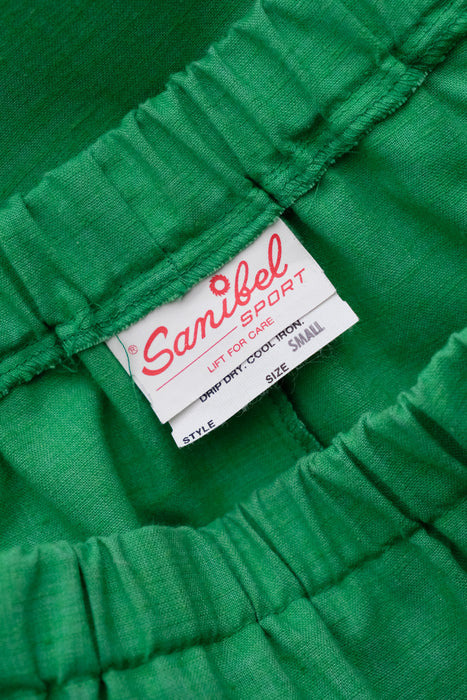 Sanibel
®
SPORT
LIFT FOR CARE
DRIP DRY. COOL IRON.
STYLE SIZE SMALL